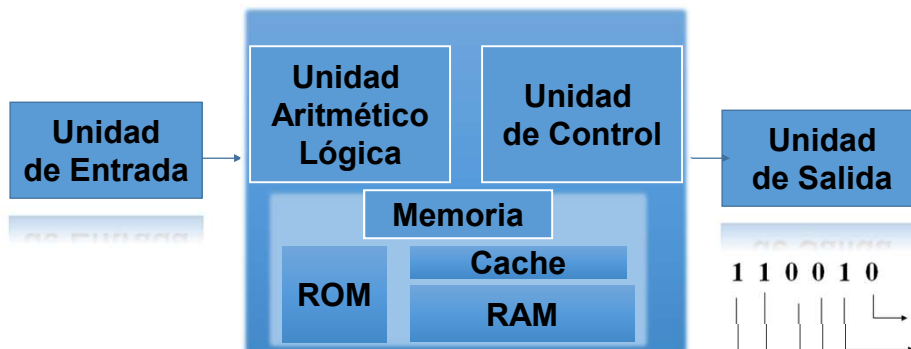 Unidad
de Entrada
Unidad
Aritmético
Lógica
Unidad
de Control
Unidad
de Salida
Memoria
ROM
Cache
RAM
1 1 0 0 1 0